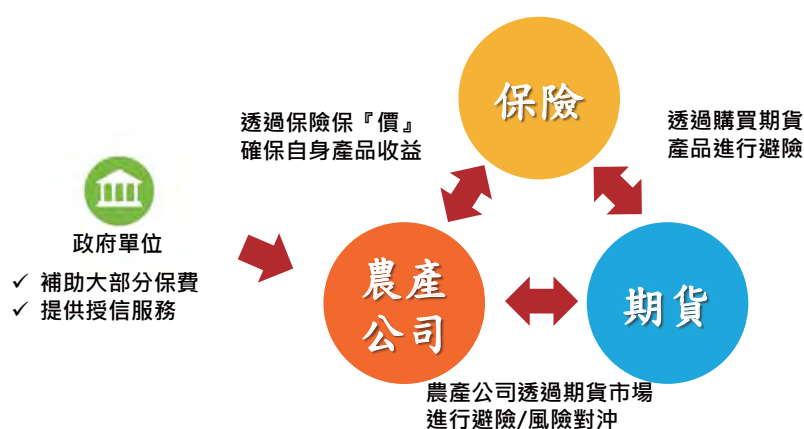 保險
透過保險保『價』
確保自身產品收益
透過購買期貨
產品進行避險
政府單位
✓ 補助大部分保費
✓ 提供授信服務
農產
公司
期貨
農產公司透過期貨市場
進行避險/風險對沖